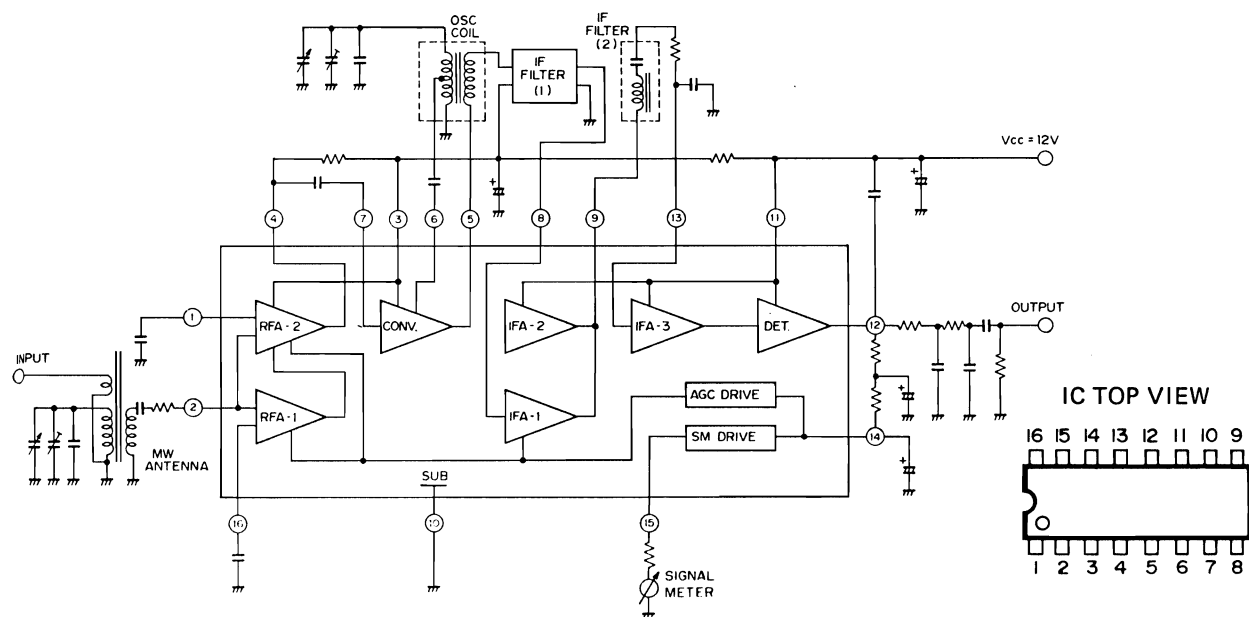 OSC
COIL
IF
FILTER
(1)
IF
FILTER
(2)
Vcc = 12V
4
7
3
6
5
8
9
13
11
1
RFA-2
CONV.
IFA-2
IFA-3
DET.
12
OUTPUT
INPUT
2
RFA-1
IFA-1
AGC DRIVE
SM DRIVE
14
MW
ANTENNA
SUB
16
10
15
SIGNAL
METER
IC TOP VIEW
16 15 14 13 12 11 10 9
1 2 3 4 5 6 7 8
+
+
+
+